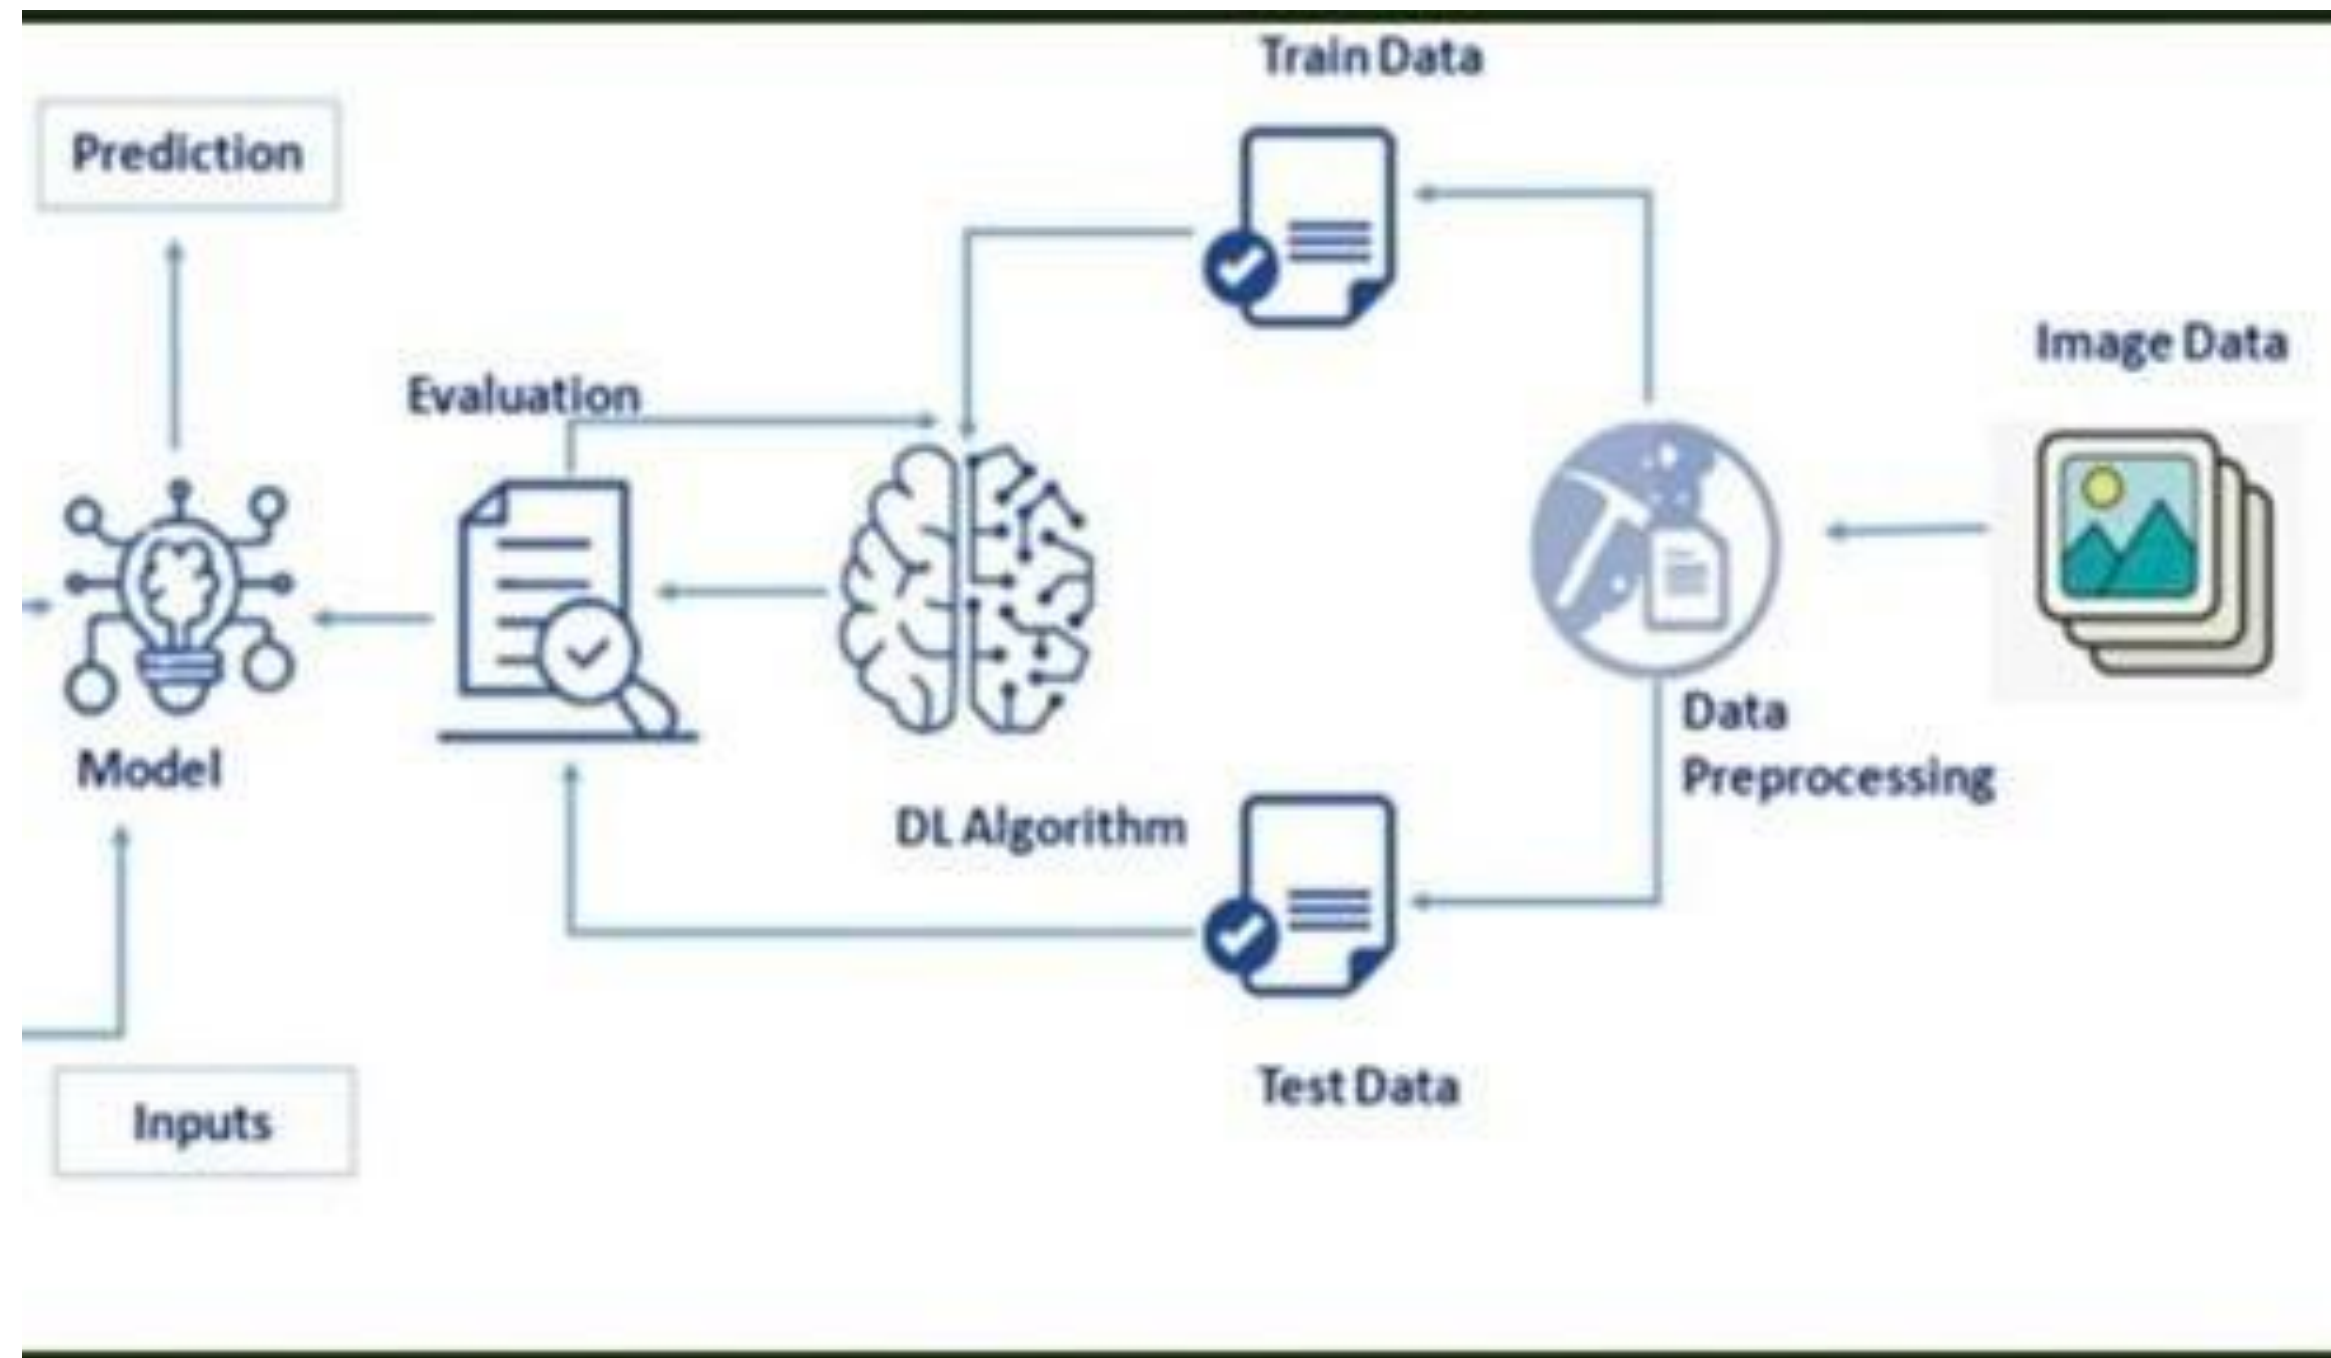 Train Data
Prediction
Image Data
Evaluation
Data
Preprocessing
Model
DL Algorithm
Test Data
Inputs